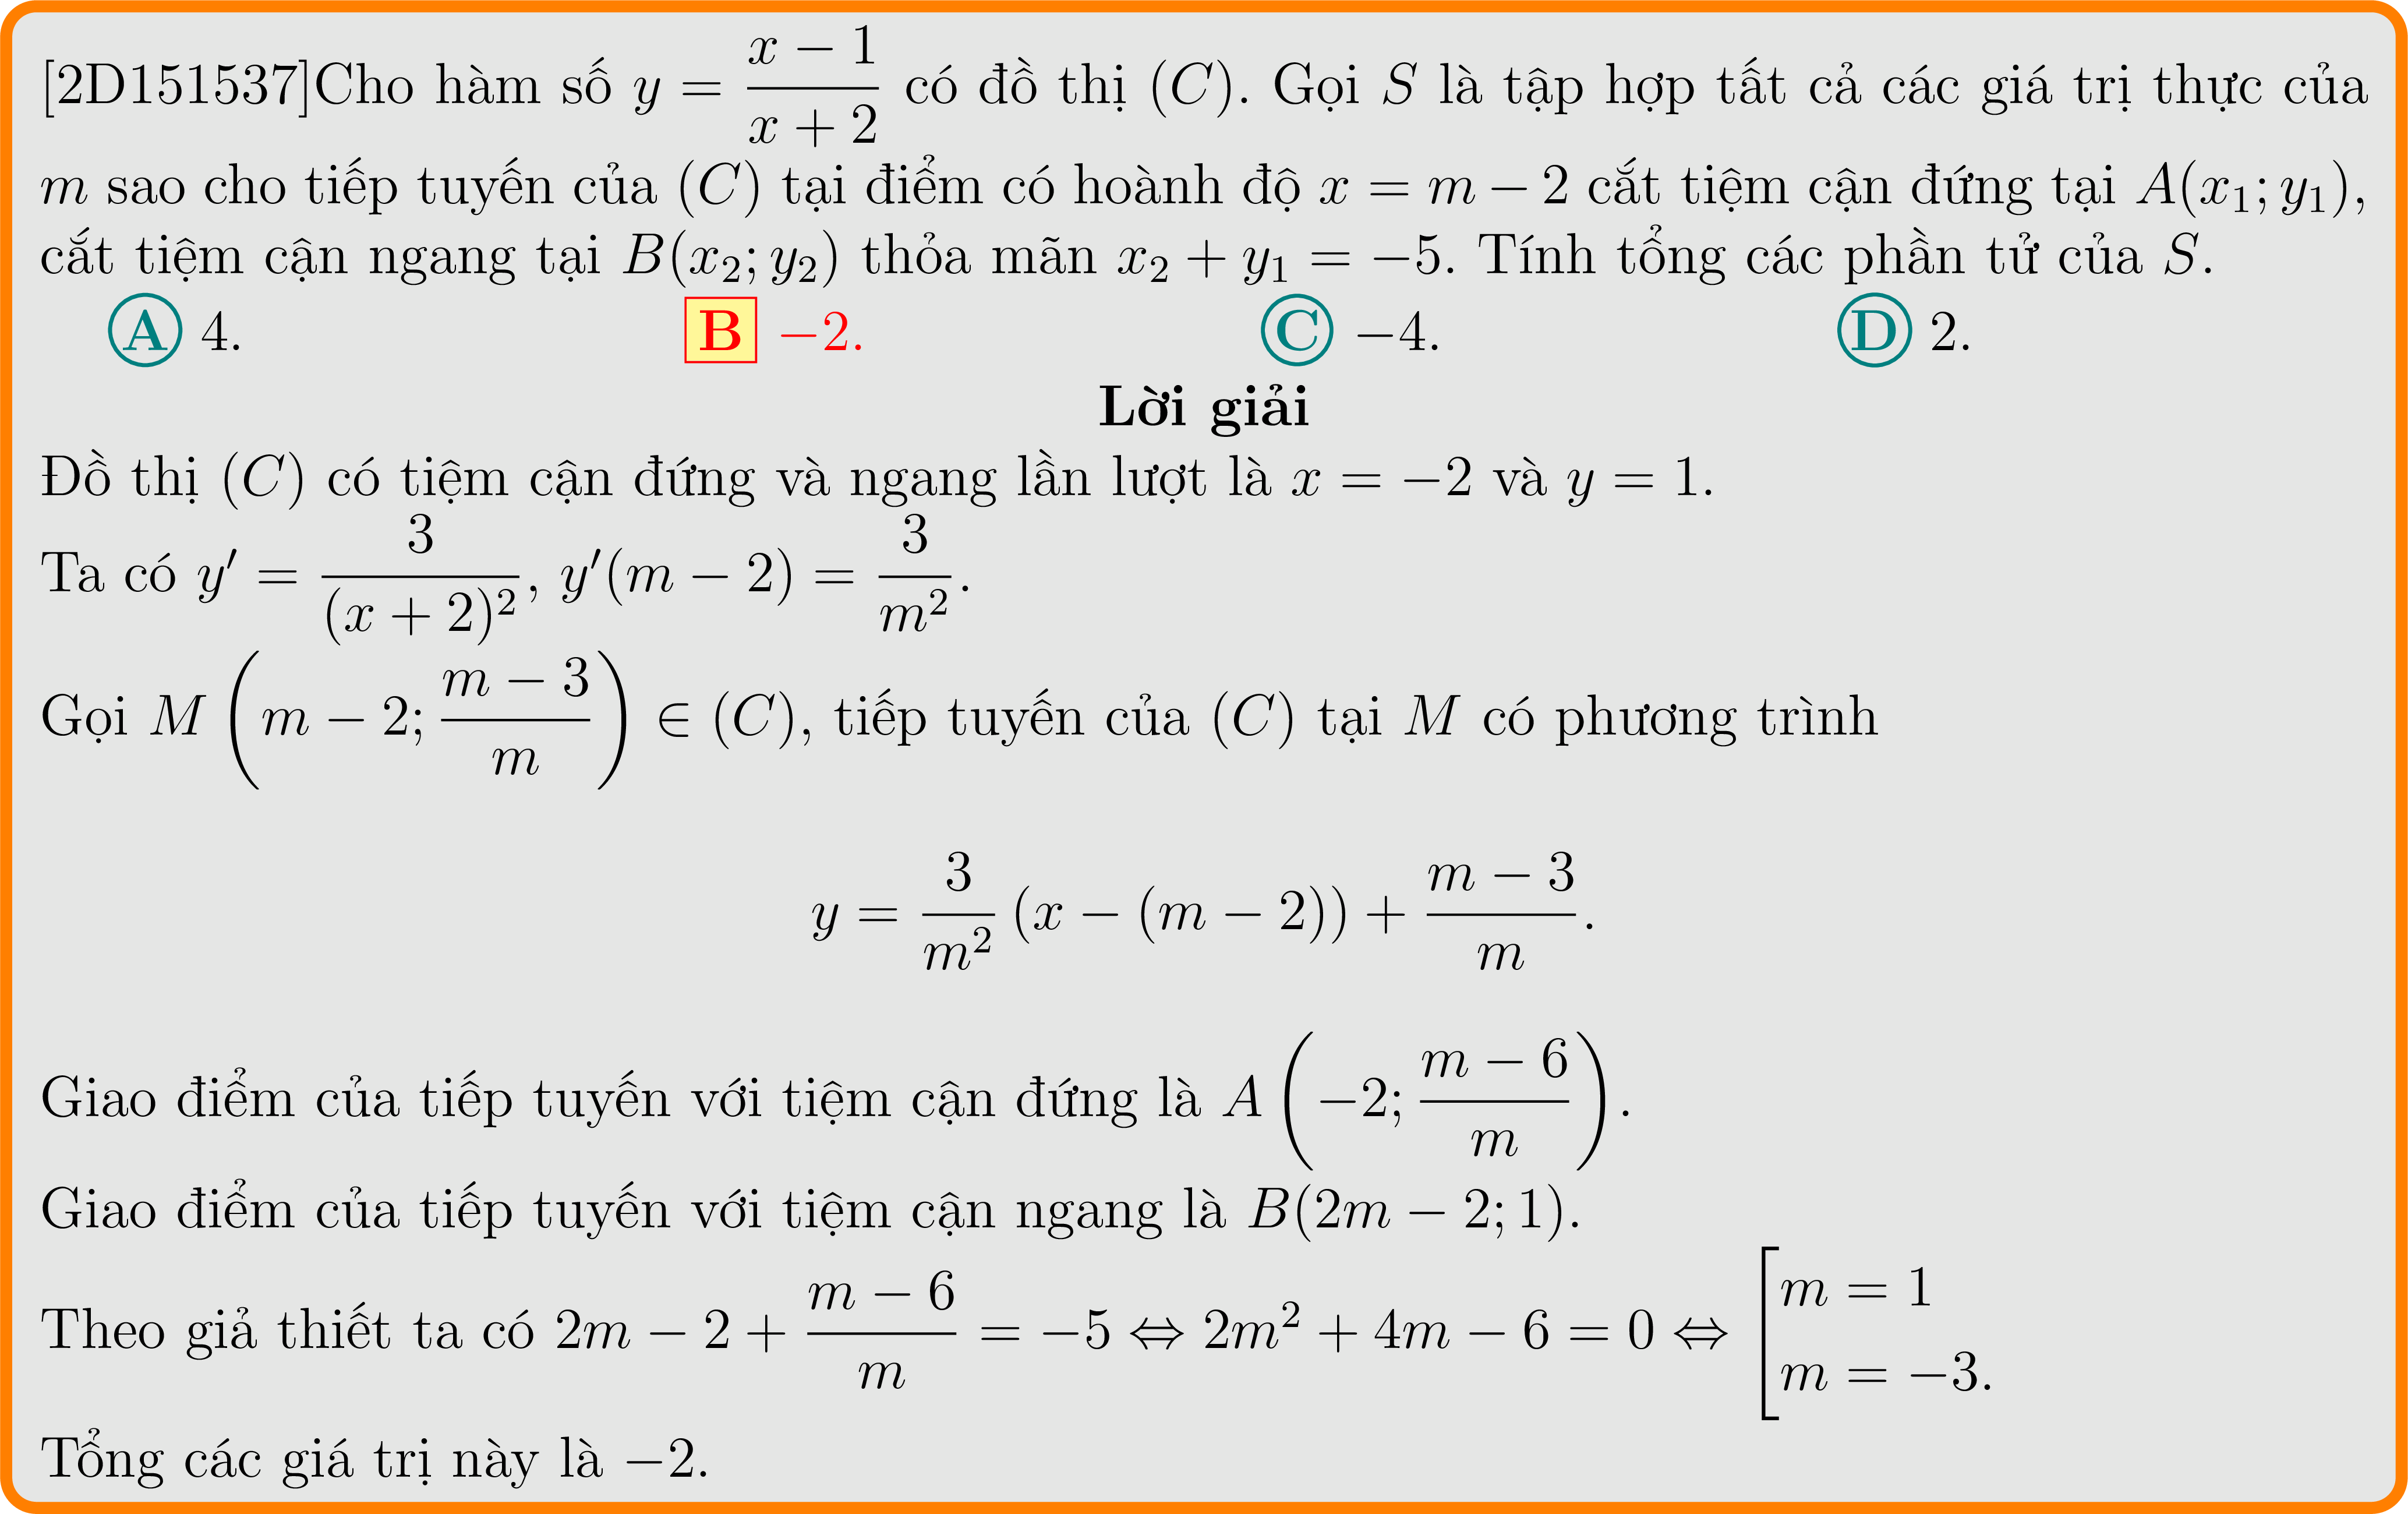 [2D151537]Cho hàm số $y = \dfrac{x-1}{x+2}$ có đồ thị $(C)$. Gọi $S$ là tập hợp tất cả các giá trị thực của
$m$ sao cho tiếp tuyến của $(C)$ tại điểm có hoành độ $x = m - 2$ cắt tiệm cận đứng tại $A(x_1; y_1)$,
cắt tiệm cận ngang tại $B(x_2; y_2)$ thỏa mãn $x_2 + y_1 = -5$. Tính tổng các phần tử của $S$.
A 4. B −2. C −4. D 2.
Lời giải
Đồ thị $(C)$ có tiệm cận đứng và ngang lần lượt là $x = -2$ và $y = 1$.
Ta có $y' = \dfrac{3}{(x+2)^2}$, $y'(m-2) = \dfrac{3}{m^2}$.
Gọi $M\left(m-2; \dfrac{m-3}{m}\right) \in (C)$, tiếp tuyến của $(C)$ tại $M$ có phương trình
$y = \dfrac{3}{m^2}(x - (m-2)) + \dfrac{m-3}{m}$.
Giao điểm của tiếp tuyến với tiệm cận đứng là $A\left(-2; \dfrac{m-6}{m}\right)$.
Giao điểm của tiếp tuyến với tiệm cận ngang là $B(2m-2; 1)$.
Theo giả thiết ta có $2m - 2 + \dfrac{m-6}{m} = -5 \Leftrightarrow 2m^2 + 4m - 6 = 0 \Leftrightarrow \left[\begin{array}{l} m = 1 \\ m = -3. \end{array}\right.$
Tổng các giá trị này là $-2$.